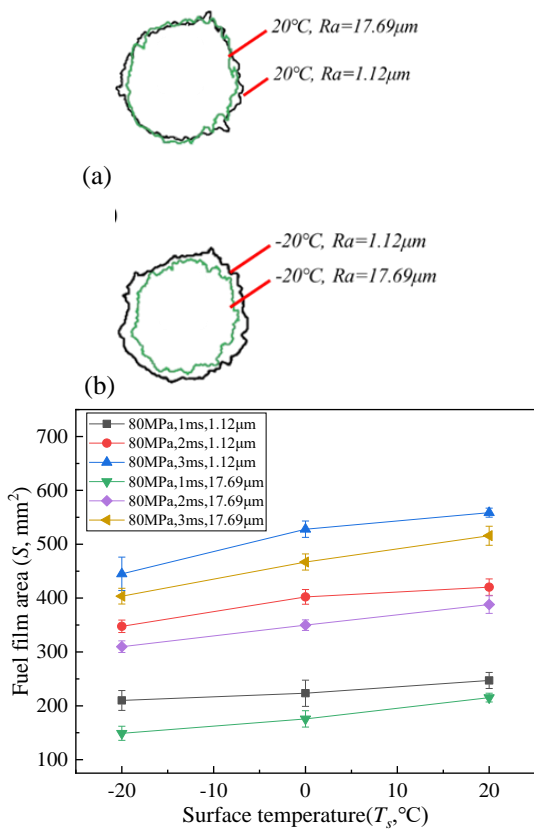 20℃, Ra=17.69μm
20℃, Ra=1.12μm
(a)
)
-20℃, Ra=1.12μm
-20℃, Ra=17.69μm
(b)
80MPa,1ms,1.12μm
80MPa,2ms,1.12μm
80MPa,3ms,1.12μm
80MPa,1ms,17.69μm
80MPa,2ms,17.69μm
80MPa,3ms,17.69μm
700
600
500
400
300
200
100
Fuel film area (S, mm²)
-20 -10 0 10 20
Surface temperature(Ts,℃)